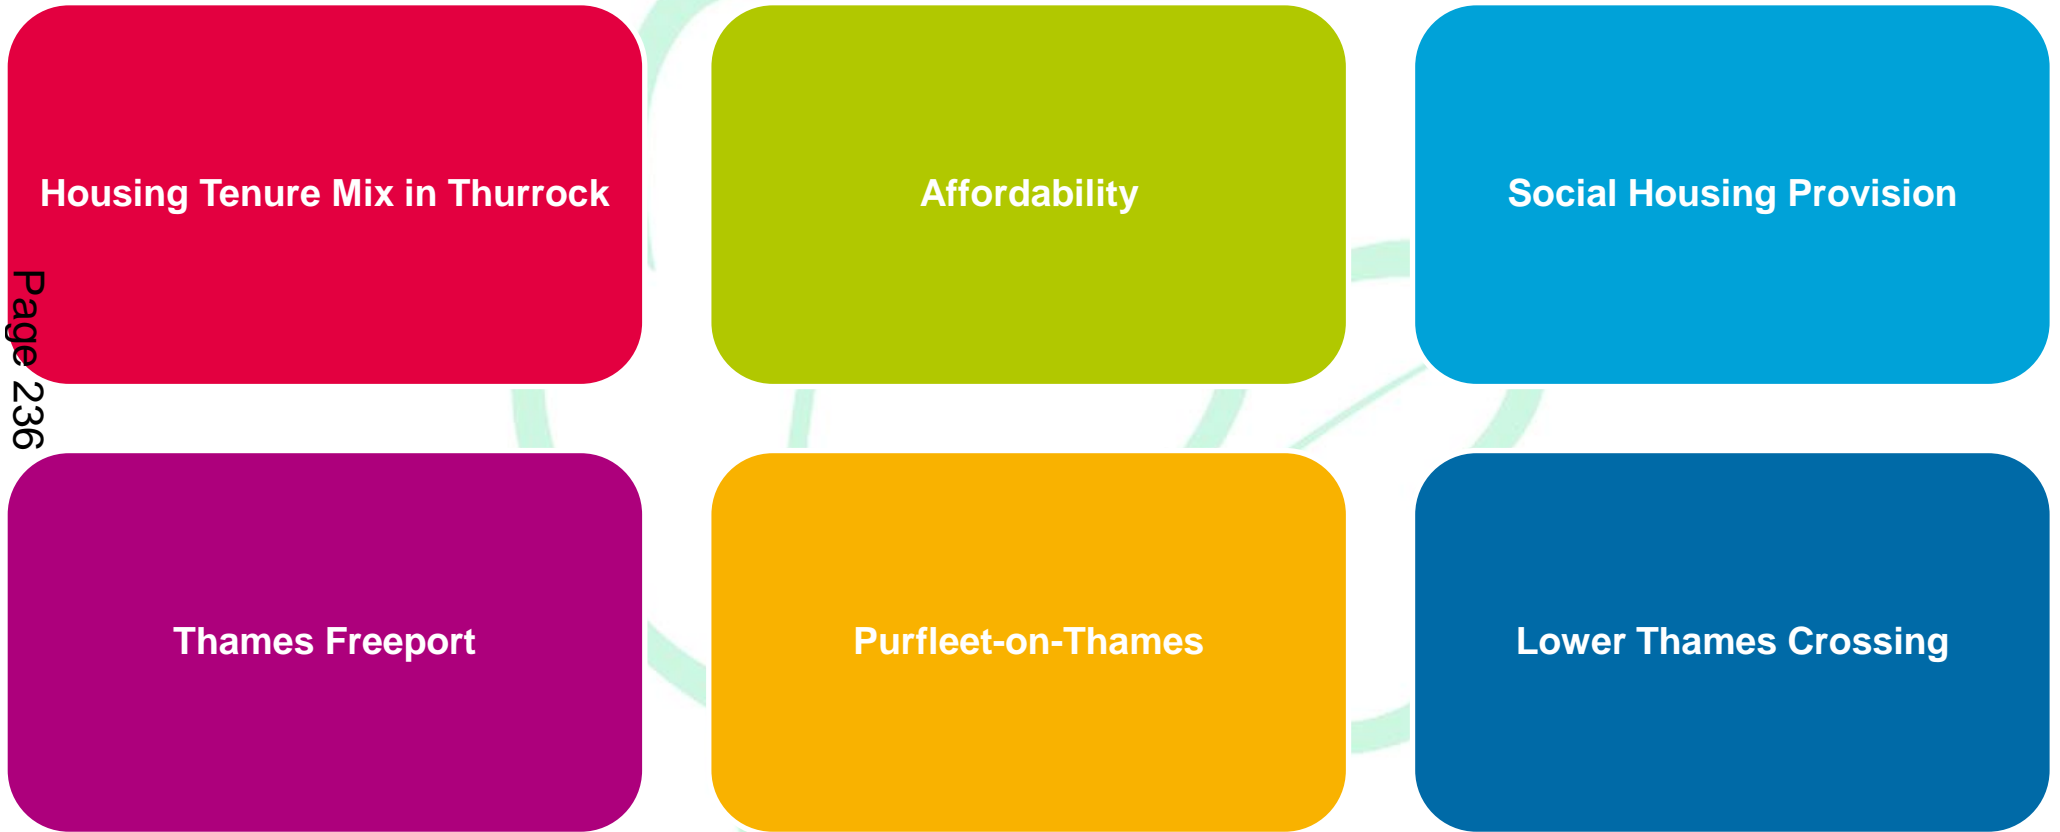 Housing Tenure Mix in Thurrock
Affordability
Social Housing Provision
Page 236
Thames Freeport
Purfleet-on-Thames
Lower Thames Crossing